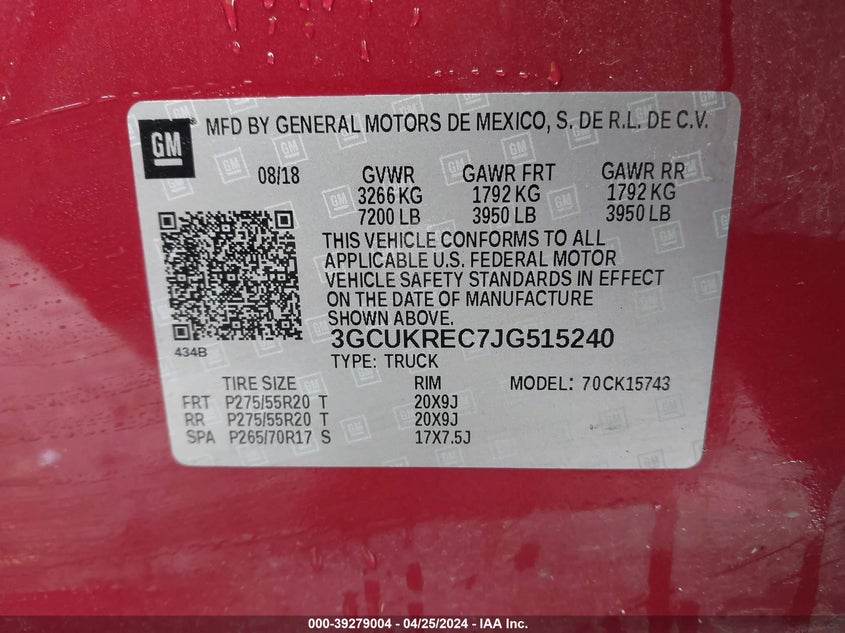 GM MFD BY GENERAL MOTORS DE MEXICO, S. DE R.L. DE C.V.
08/18 GVWR GAWR FRT GAWR RR
3266 KG 1792 KG 1792 KG
7200 LB 3950 LB 3950 LB
THIS VEHICLE CONFORMS TO ALL
APPLICABLE U.S. FEDERAL MOTOR
VEHICLE SAFETY STANDARDS IN EFFECT
ON THE DATE OF MANUFACTURE
SHOWN ABOVE.
434B 3GCUKREC7JG515240
TYPE: TRUCK
TIRE SIZE RIM MODEL: 70CK15743
FRT P275/55R20 T 20X9J
RR P275/55R20 T 20X9J
SPA P265/70R17 S 17X7.5J
000-39279004 - 04/25/2024 - IAA Inc.